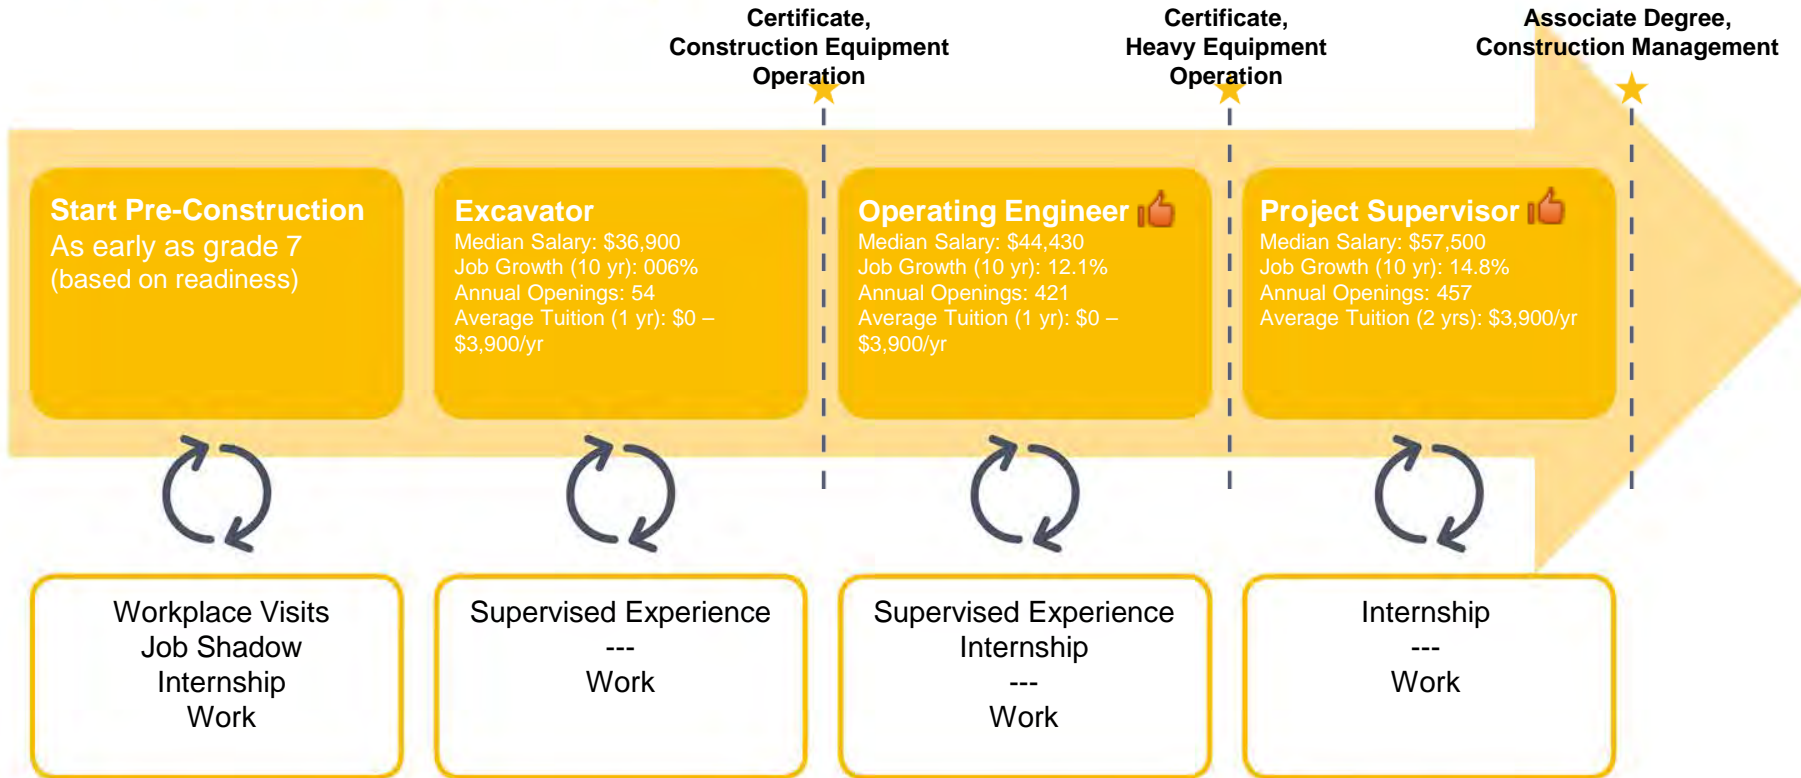 Certificate,
Construction Equipment
Operation
Certificate,
Heavy Equipment
Operation
Associate Degree,
Construction Management
Start Pre-Construction
As early as grade 7
(based on readiness)
Excavator
Median Salary: $36,900
Job Growth (10 yr): 006%
Annual Openings: 54
Average Tuition (1 yr): $0 –
$3,900/yr
Operating Engineer
Median Salary: $44,430
Job Growth (10 yr): 12.1%
Annual Openings: 421
Average Tuition (1 yr): $0 –
$3,900/yr
Project Supervisor
Median Salary: $57,500
Job Growth (10 yr): 14.8%
Annual Openings: 457
Average Tuition (2 yrs): $3,900/yr
Workplace Visits
Job Shadow
Internship
Work
Supervised Experience
---
Work
Supervised Experience
Internship
---
Work
Internship
---
Work